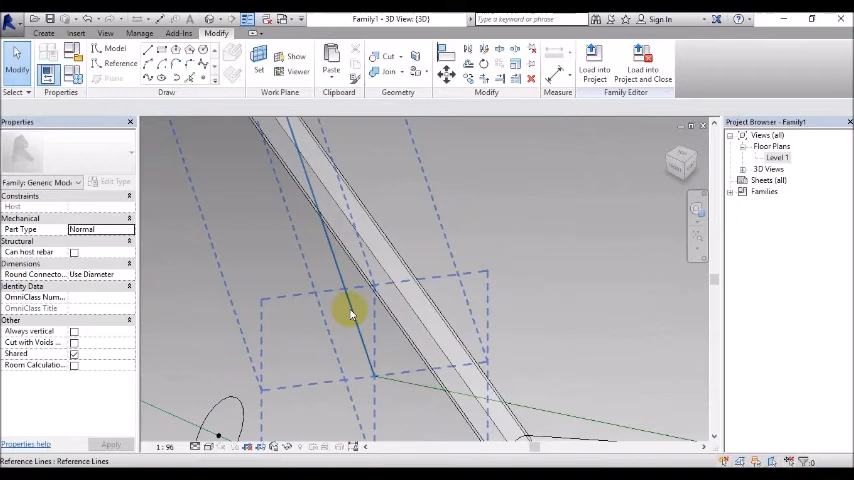 Family1 - 3D View: {3D}
Type a keyword or phrase
Sign In
Create Insert View Manage Add-Ins Modify
Modify
Select
Properties
Model
Reference
Plane
Draw
Set
Show
Viewer
Work Plane
Paste
Clipboard
Cut
Join
Geometry
Modify
Measure
Load into
Project
Load into
Project and Close
Family Editor
Properties
Family: Generic Mode
Edit Type
Constraints
Host
Mechanical
Part Type Normal
Structural
Can host rebar
Dimensions
Round Connecto... Use Diameter
Identity Data
OmniClass Num...
OmniClass Title
Other
Always vertical
Cut with Voids ...
Shared
Room Calculatio...
Properties help
Apply
Project Browser - Family1
Views (all)
Floor Plans
Level 1
3D Views
Sheets (all)
Families
1 : 96
Reference Lines : Reference Lines
:0